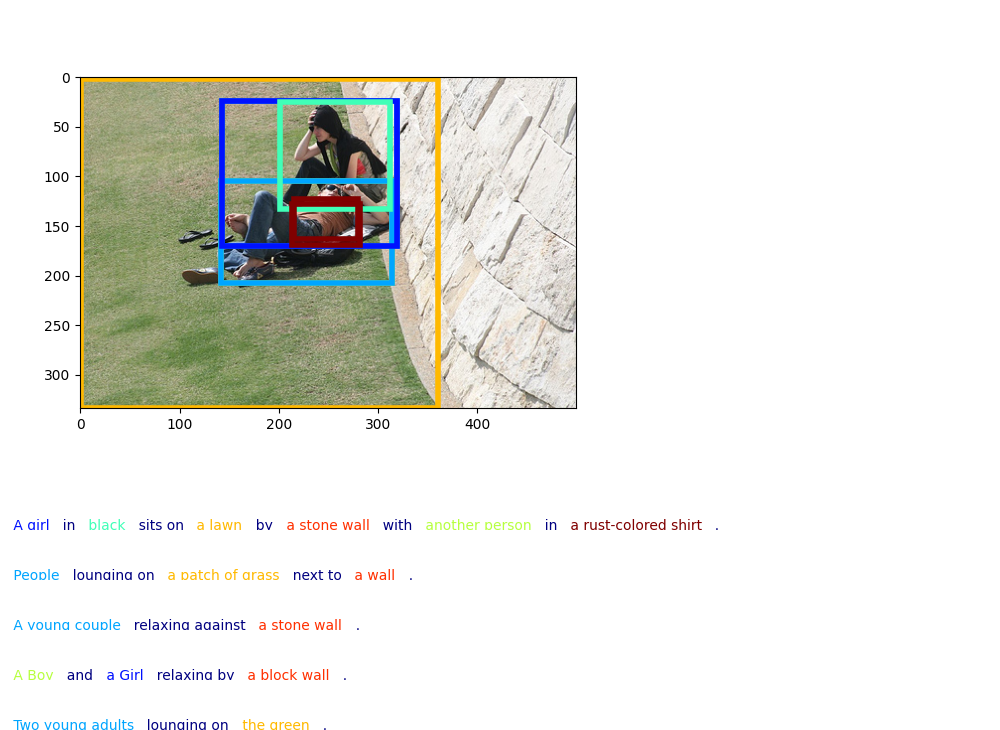 0
50
100
150
200
250
300
0 100 200 300 400
A girl in black sits on a lawn by a stone wall with another person in a rust-colored shirt .
People lounging on a patch of grass next to a wall .
A young couple relaxing against a stone wall .
A Boy and a Girl relaxing by a block wall .
Two young adults lounging on the green .